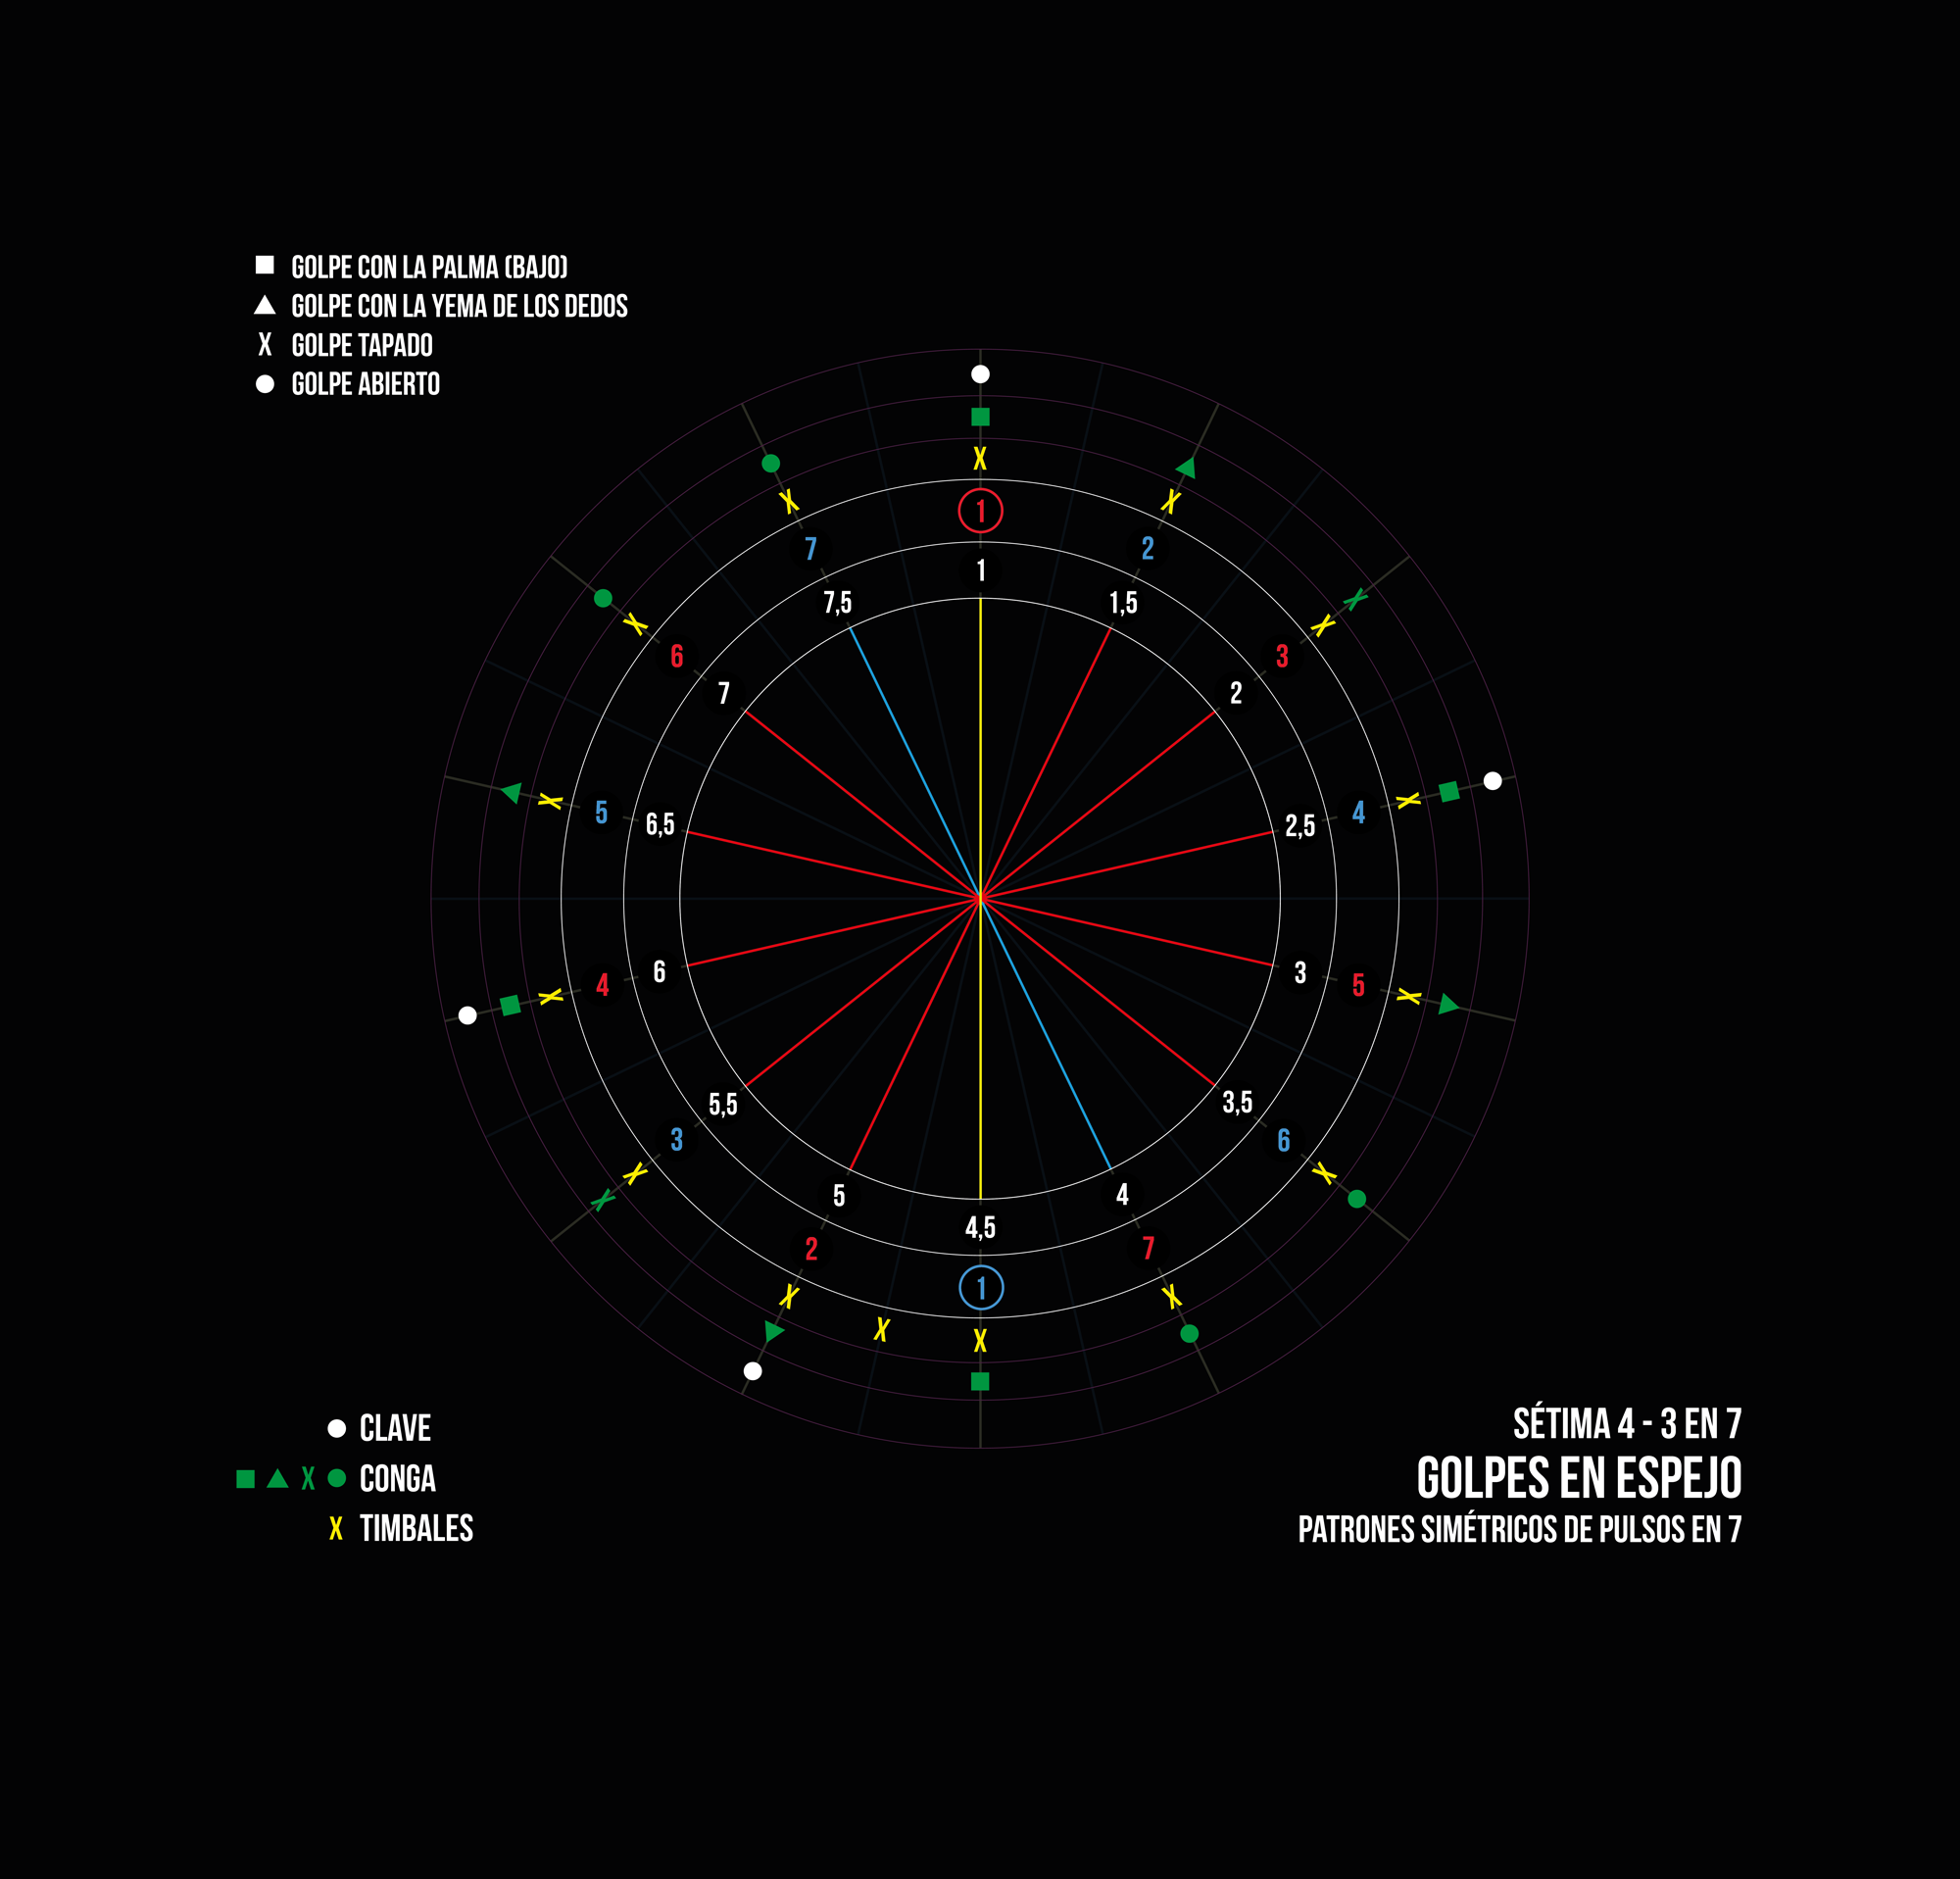 GOLPE CON LA PALMA (BAJO)
GOLPE CON LA YEMA DE LOS DEDOS
X GOLPE TAPADO
GOLPE ABIERTO
X
X X
1
7 2
1
7,5 1,5
X X X
6 3
7 2
X X
5 4
6,5 2,5
6 3
4 5
X X
5,5 3,5
3 6
X X X
5 4
4,5
2 7
1
X X
X X
CLAVE
X CONGA
X TIMBALES
SÉTIMA 4 - 3 EN 7
GOLPES EN ESPEJO
PATRONES SIMÉTRICOS DE PULSOS EN 7